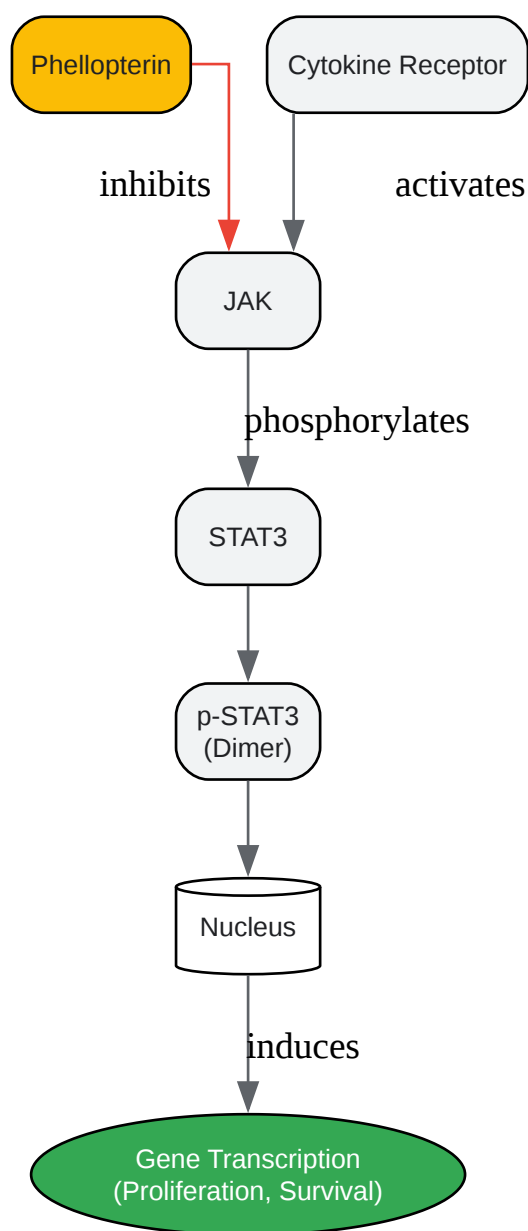 Phellopterin
Cytokine Receptor
inhibits
activates
JAK
phosphorylates
STAT3
p-STAT3
(Dimer)
Nucleus
induces
Gene Transcription
(Proliferation, Survival)